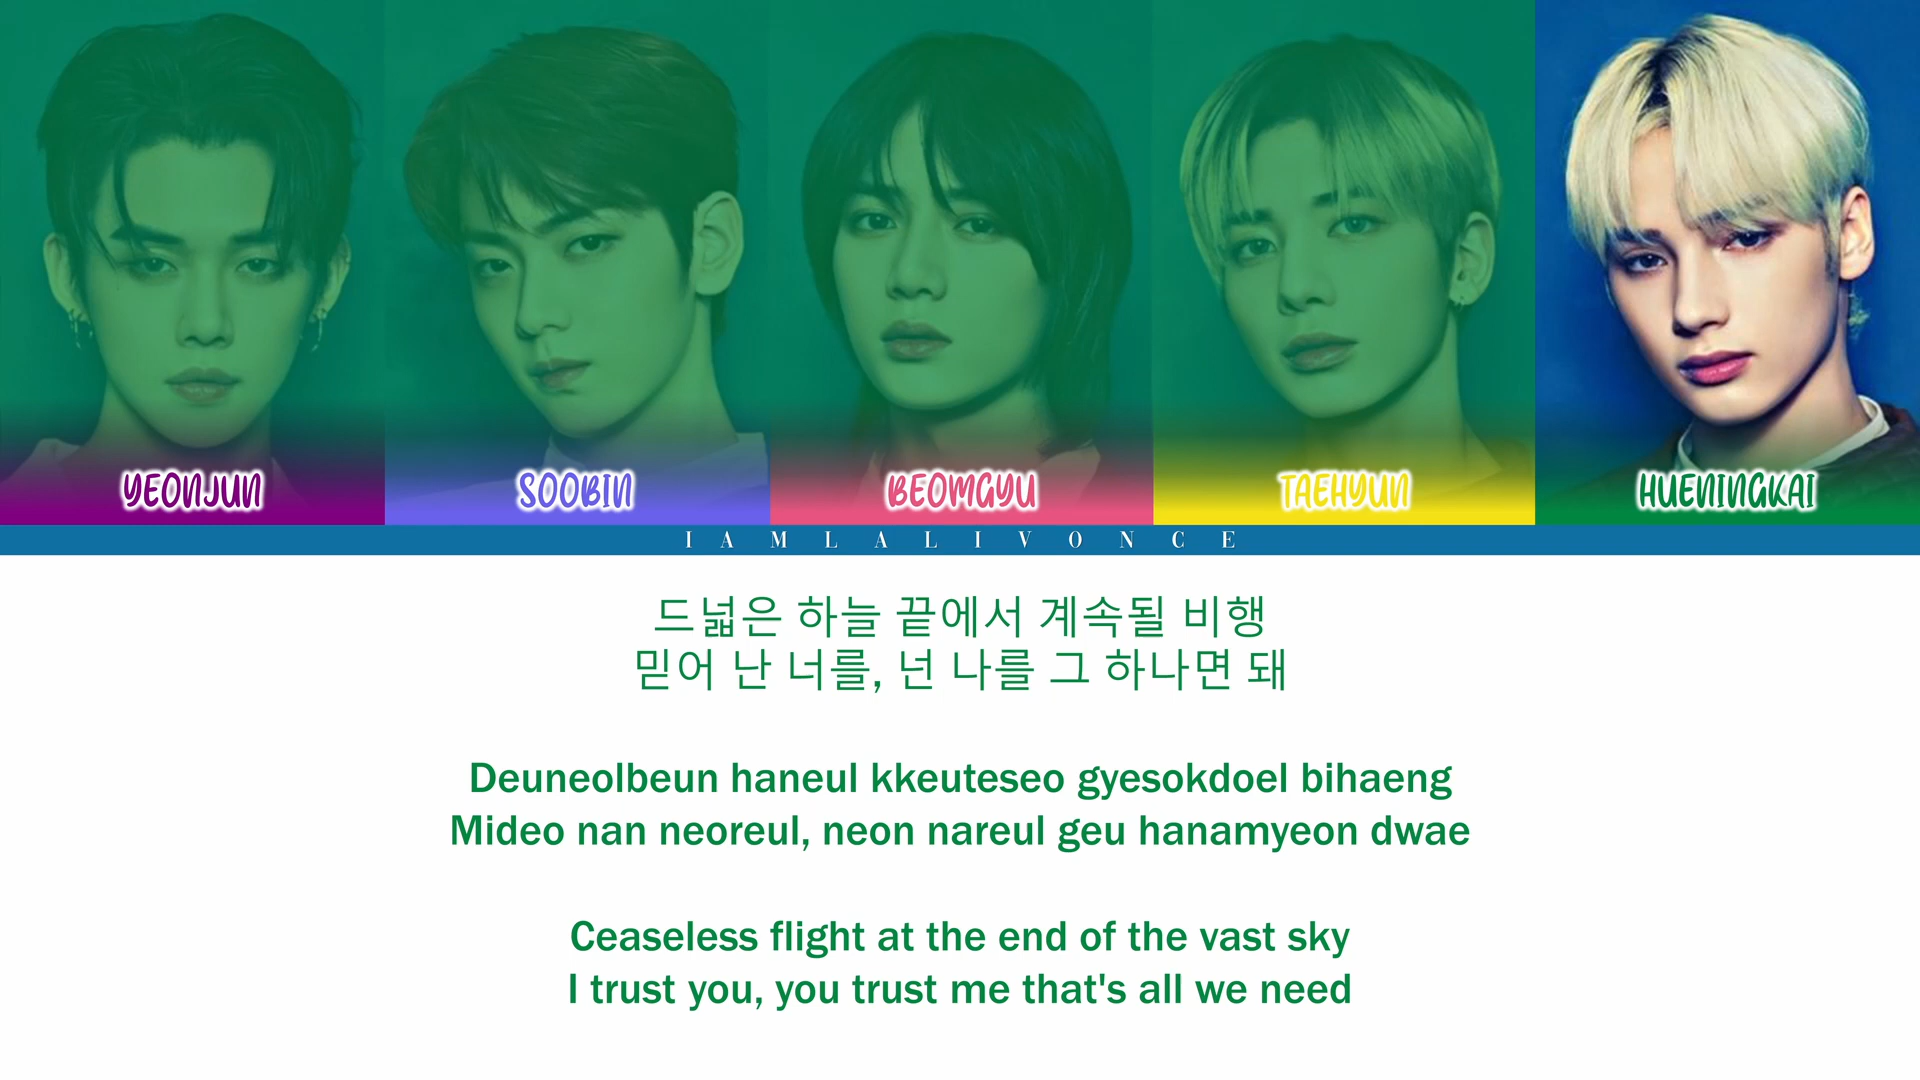 YEONJUN SOOBIN BEOMGYU TAEHYUN HUENINGKAI
IAMLALIVONCE
드넓은 하늘 끝에서 계속될 비행
믿어 난 너를, 넌 나를 그 하나면 돼
Deuneolbeun haneul kkeuteseo gyesokdoel bihaeng
Mideo nan neoreul, neon nareul geu hanamyeon dwae
Ceaseless flight at the end of the vast sky
I trust you, you trust me that's all we need